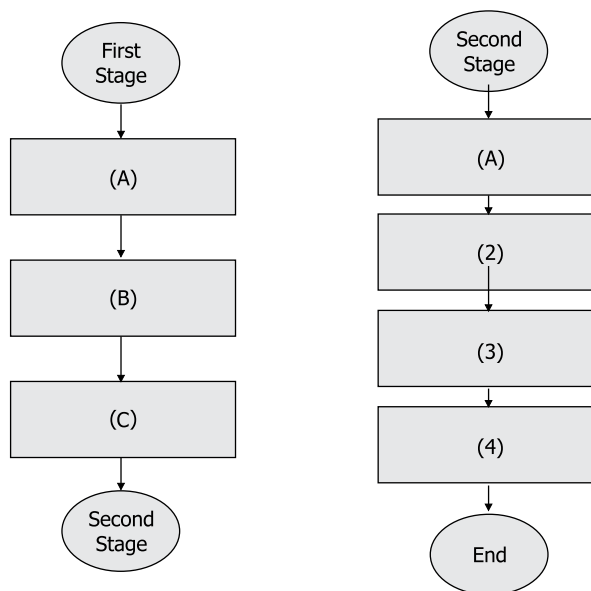 First
Stage
(A)
(B)
(C)
Second
Stage
Second
Stage
(A)
(2)
(3)
(4)
End